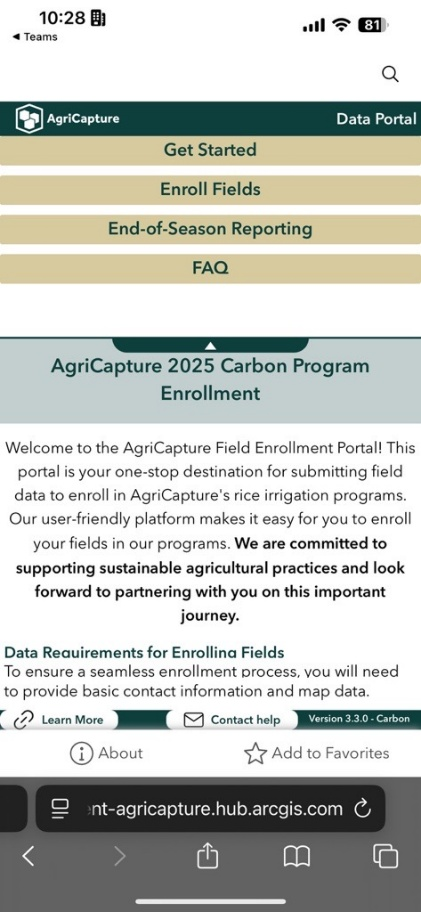 10:28
81
◀ Teams
AgriCapture
Data Portal
Get Started
Enroll Fields
End-of-Season Reporting
FAQ
AgriCapture 2025 Carbon Program
Enrollment
Welcome to the AgriCapture Field Enrollment Portal! This
portal is your one-stop destination for submitting field
data to enroll in AgriCapture's rice irrigation programs.
Our user-friendly platform makes it easy for you to enroll
your fields in our programs. We are committed to
supporting sustainable agricultural practices and look
forward to partnering with you on this important
journey.
Data Requirements for Enrolling Fields
To ensure a seamless enrollment process, you will need
to provide basic contact information and map data.
Learn More
Contact help
Version 3.3.0 - Carbon
About
Add to Favorites
nt-agricapture.hub.arcgis.com